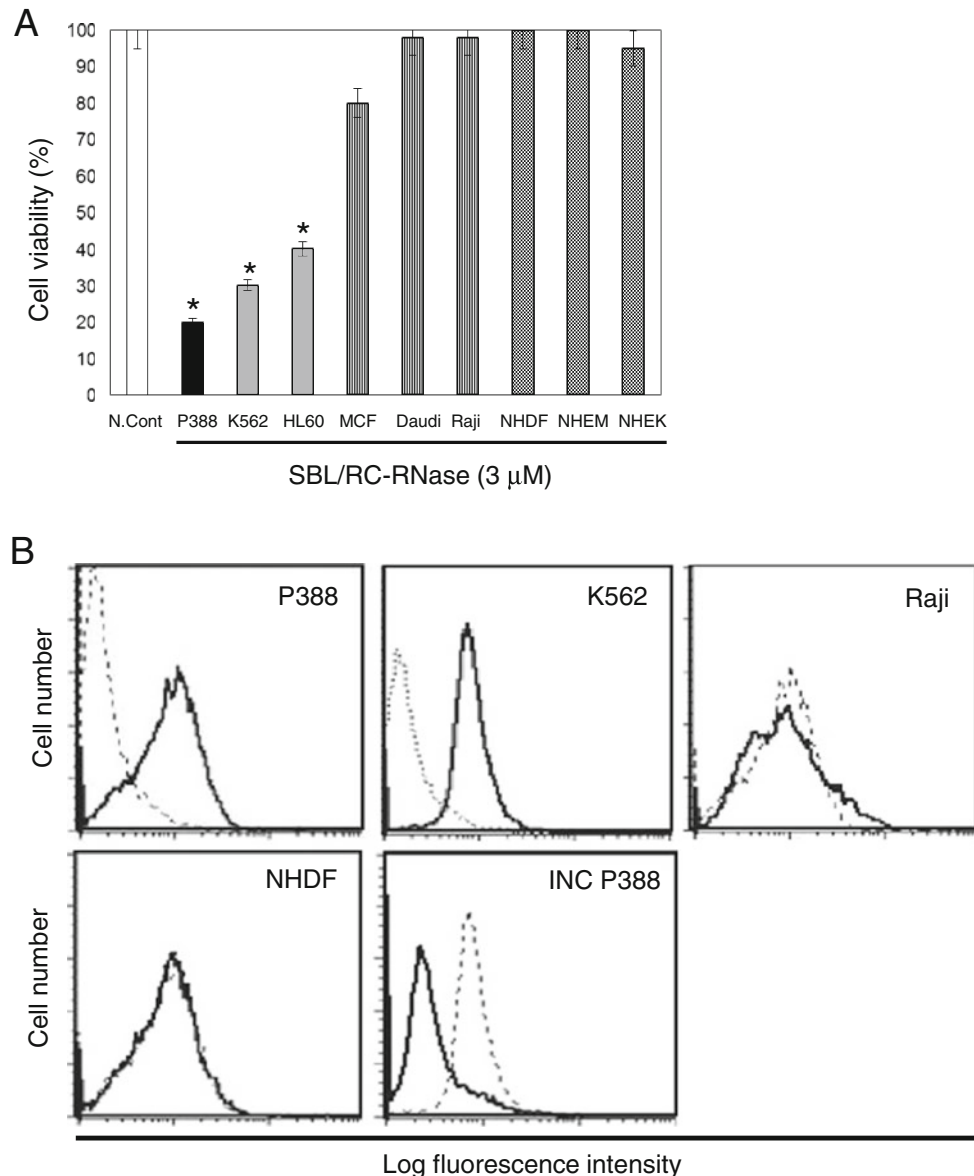 A
Cell viability (%)
100
90
80
70
60
50
40
30
20
10
0
* * *
N.Cont P388 K562 HL60 MCF Daudi Raji NHDF NHEM NHEK
SBL/RC-RNase (3 μM)
B
Cell number
P388 K562 Raji
Cell number
NHDF INC P388
Log fluorescence intensity